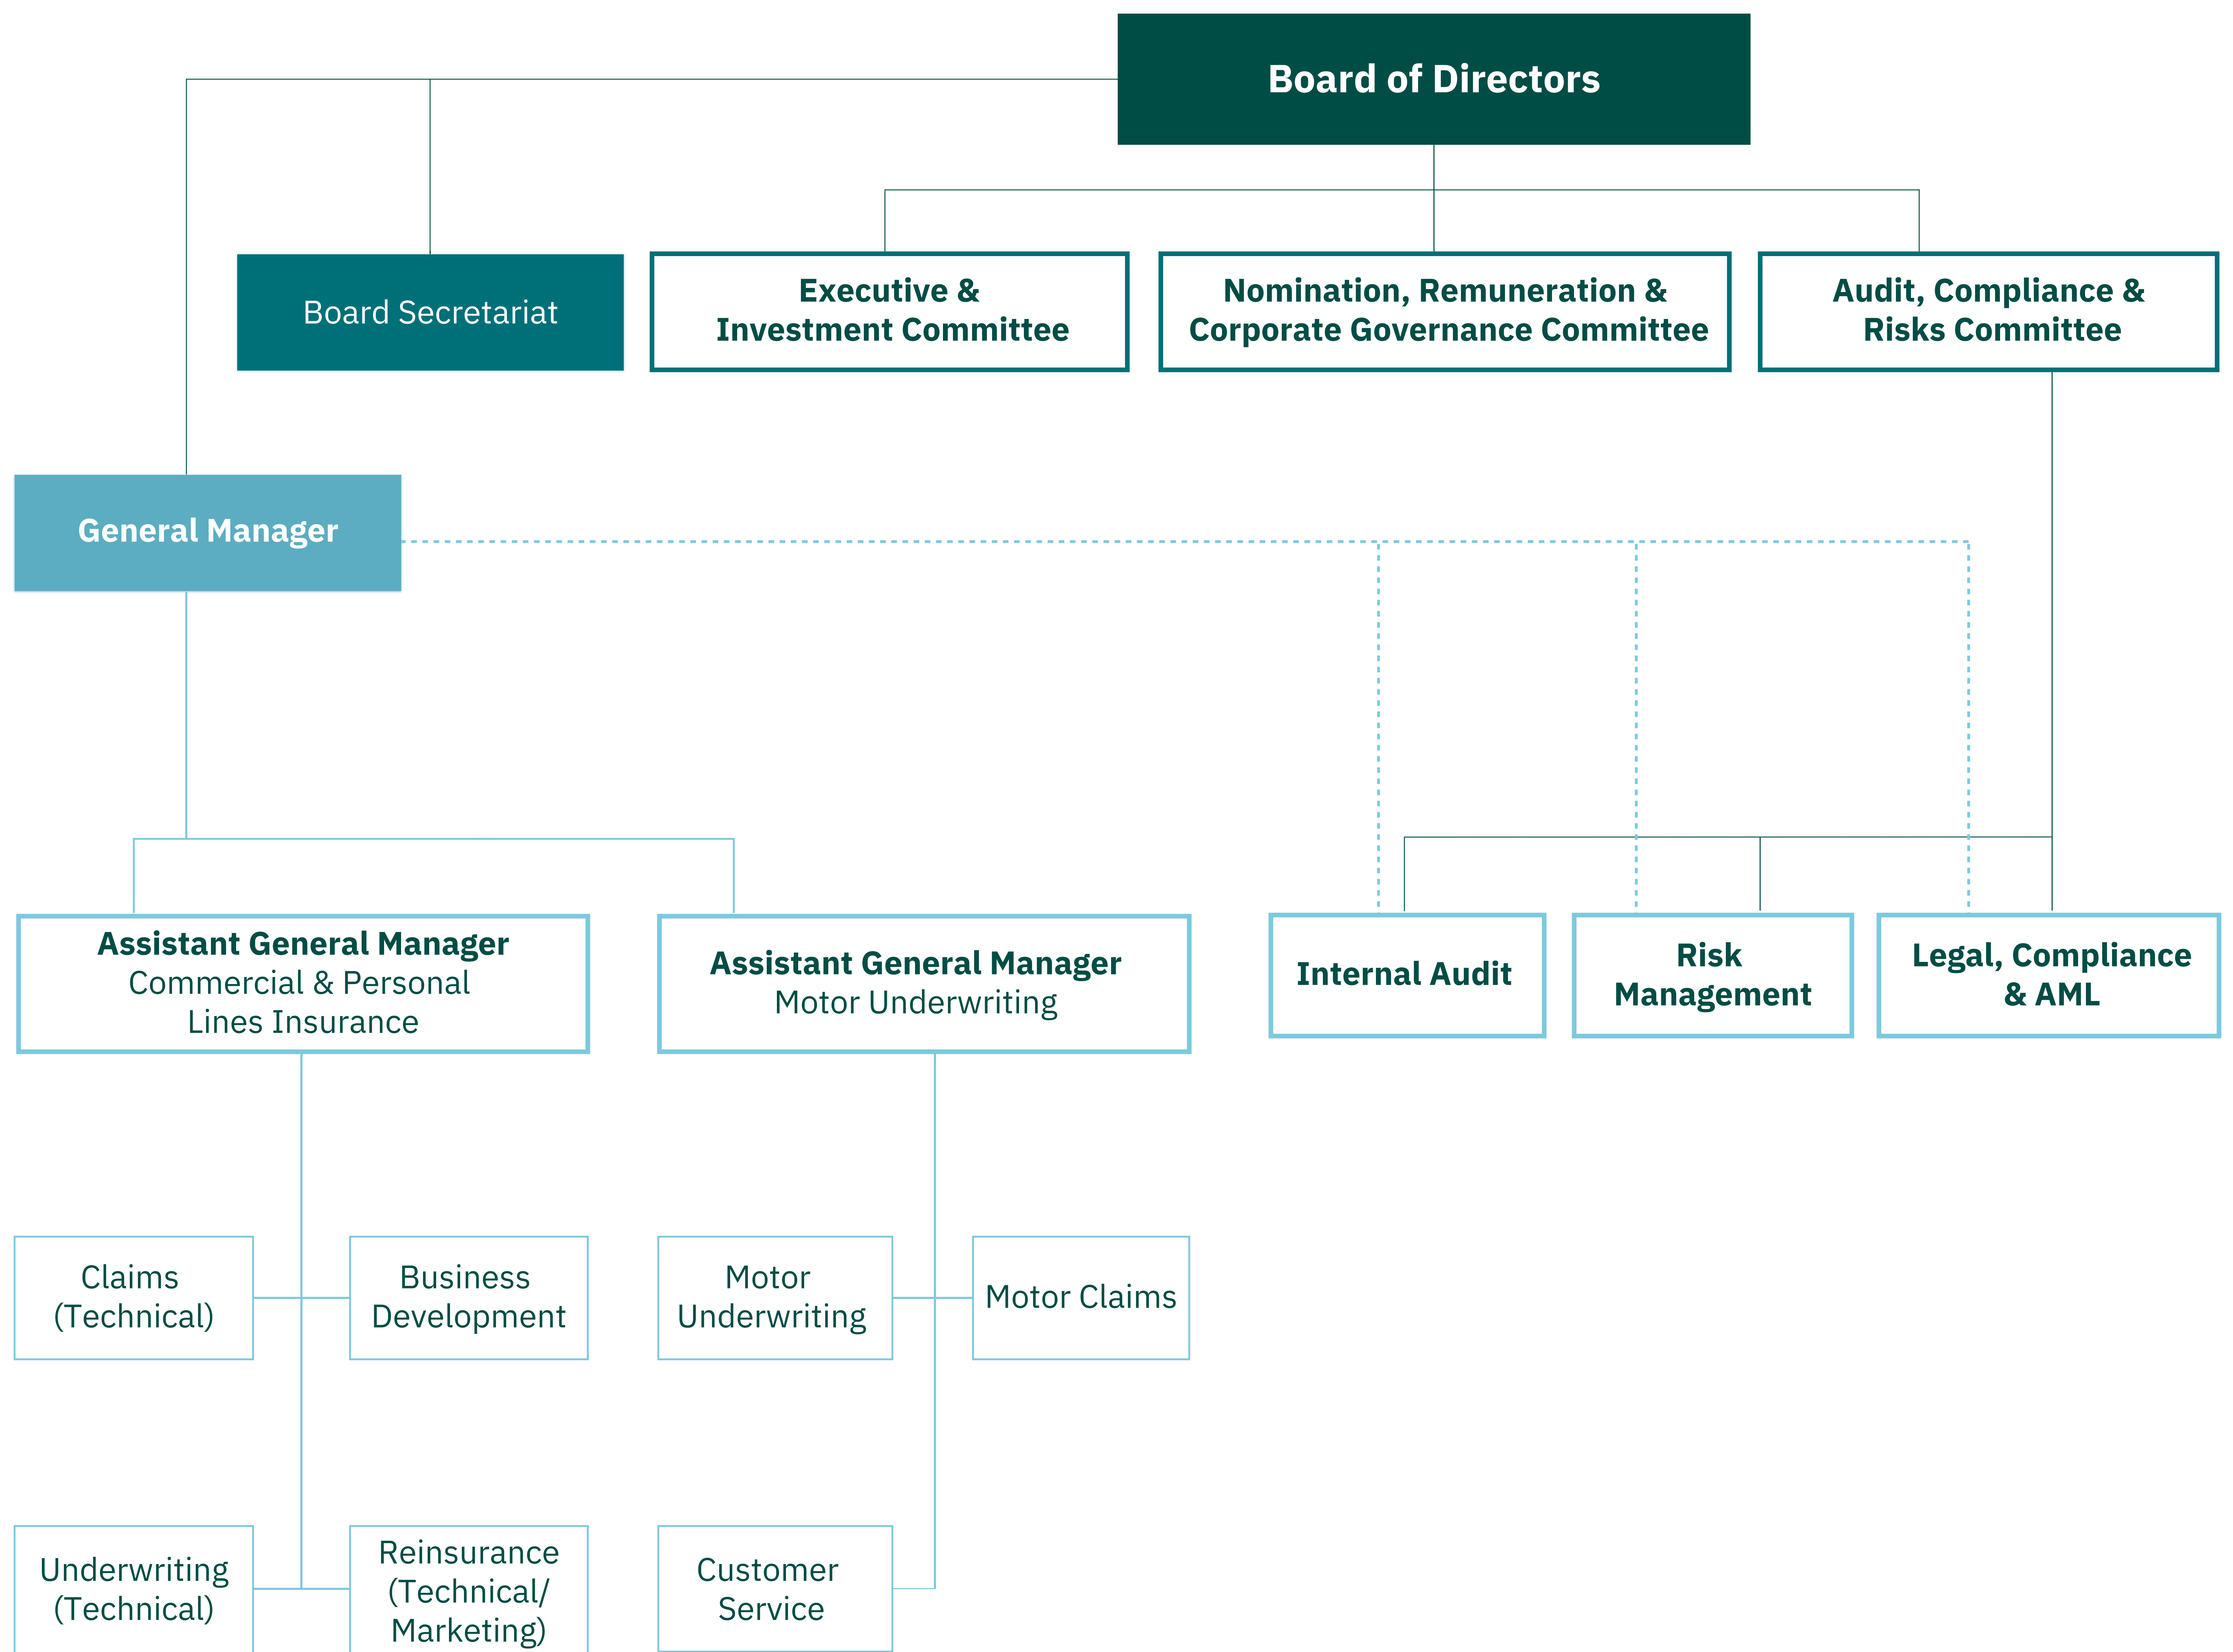 Board of Directors
Board Secretariat
Executive &
Investment Committee
Nomination, Remuneration &
Corporate Governance Committee
Audit, Compliance &
Risks Committee
General Manager
Assistant General Manager
Commercial & Personal
Lines Insurance
Assistant General Manager
Motor Underwriting
Internal Audit
Risk
Management
Legal, Compliance
& AML
Claims
(Technical)
Business
Development
Motor
Underwriting
Motor Claims
Underwriting
(Technical)
Reinsurance
(Technical/
Marketing)
Customer
Service